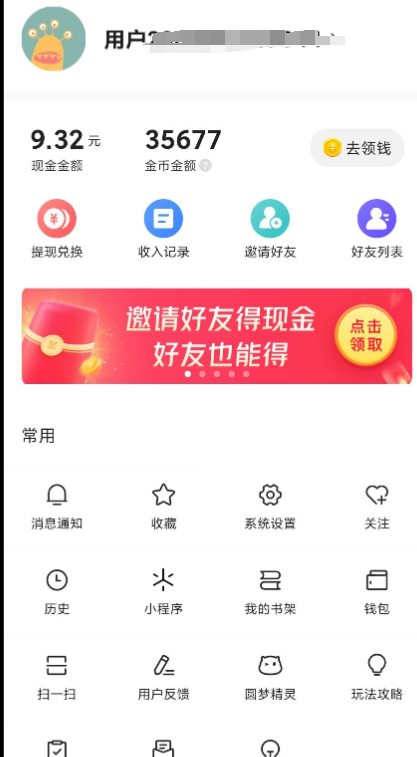 用户
9.32 元
35677
去领钱
现金金额
金币金额 ?
提现兑换
收入记录
邀请好友
好友列表
邀请好友得现金
好友也能得
点击
领取
常用
消息通知
收藏
系统设置
关注
历史
小程序
我的书架
钱包
扫一扫
用户反馈
圆梦精灵
玩法攻略